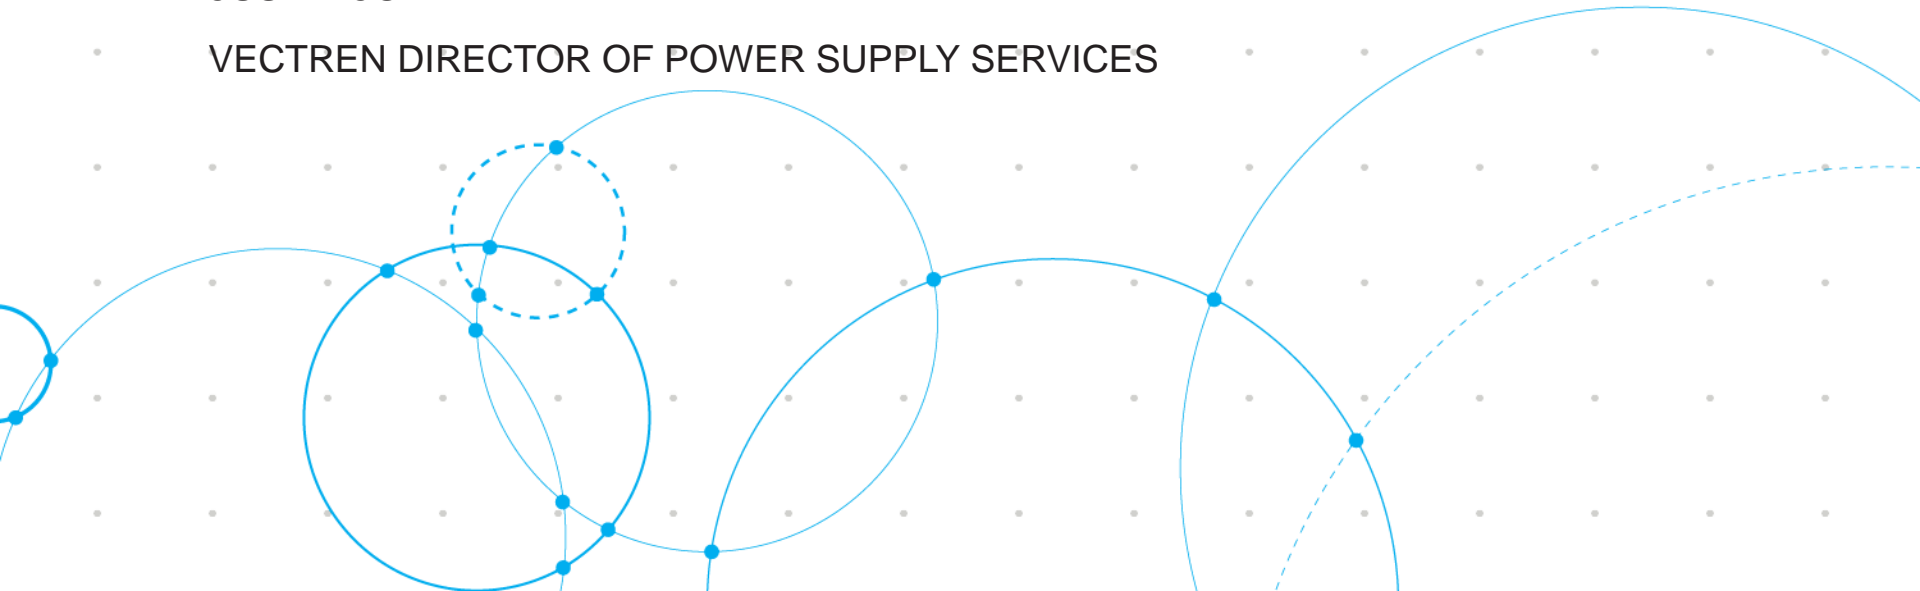 VECTREN DIRECTOR OF POWER SUPPLY SERVICES